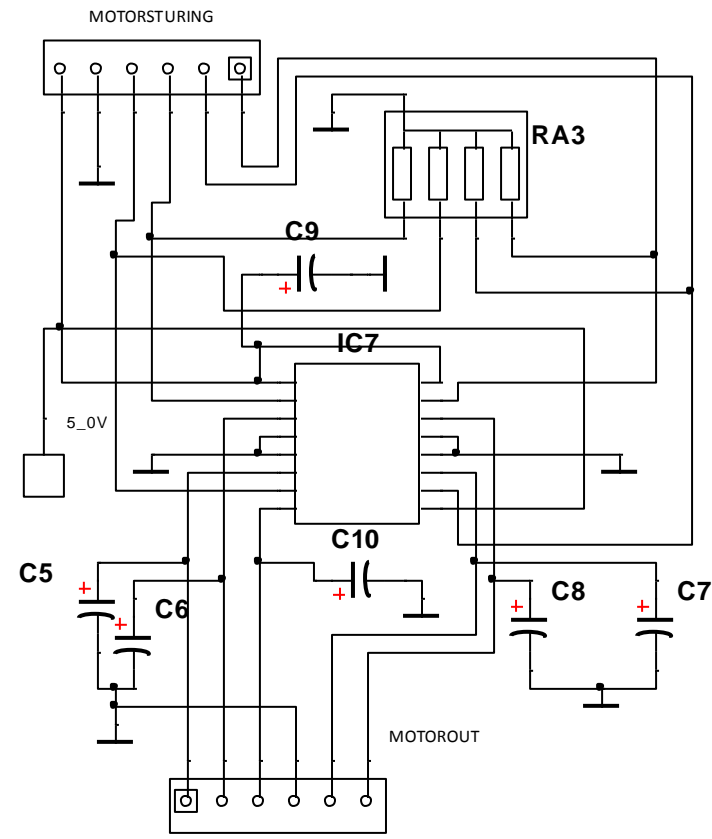 MOTORSTURING
RA3
C9
+
IC7
5_0V
C10
+
C5
+
C6
+
C8
+
C7
+
MOTOROUT